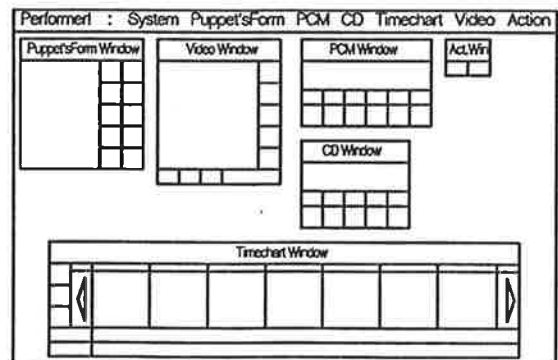 PerformerI : System Puppet'sForm PCM CD Timechart Video Action
Puppet'sForm Window
Video Window
PCM Window
Act.Win
CD Window
Timechart Window